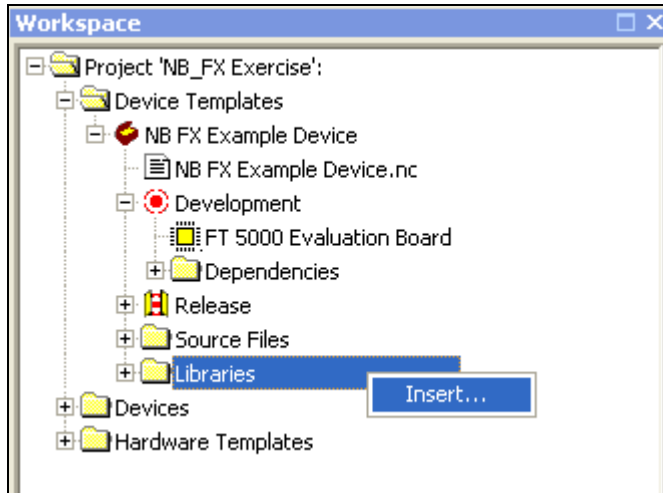 Workspace
Project 'NB_FX Exercise':
Device Templates
NB FX Example Device
NB FX Example Device.nc
Development
FT 5000 Evaluation Board
Dependencies
Release
Source Files
Libraries
Insert...
Devices
Hardware Templates